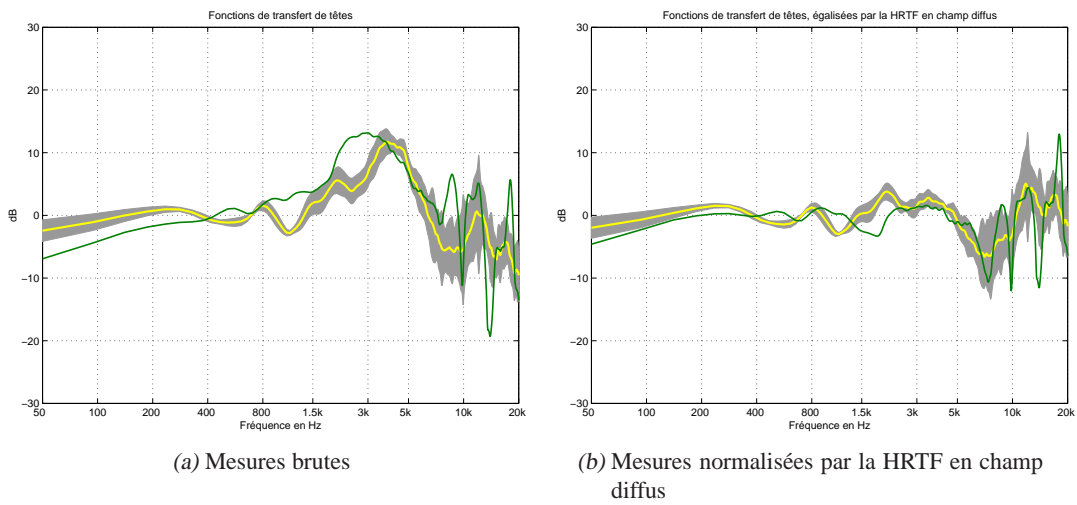 Fonctions de transfert de têtes
30
20
10
0
−10
−20
−30
dB
50 100 200 400 800 1.5k 3k 5k 10k 20k
Fréquence en Hz
(a) Mesures brutes
Fonctions de transfert de têtes, égalisées par la HRTF en champ diffus
30
20
10
0
−10
−20
−30
dB
50 100 200 400 800 1.5k 3k 5k 10k 20k
Fréquence en Hz
(b) Mesures normalisées par la HRTF en champ
diffus